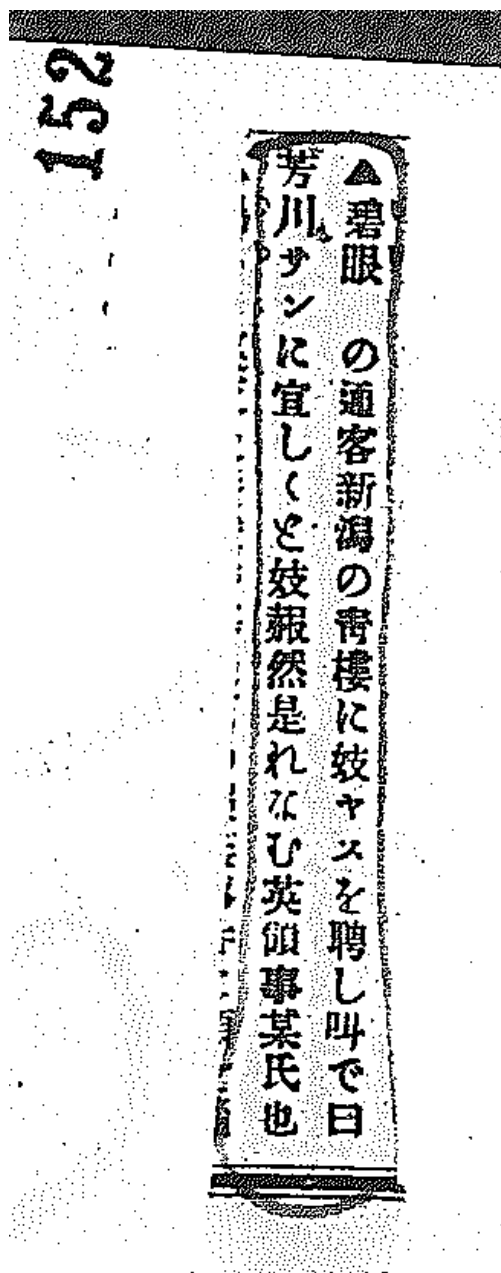 152
▲碧眼　の通客新潟の青樓に妓ヤスを聘し叫で曰
芳川サンに宜しくと妓赧然是れなむ英領事某氏也